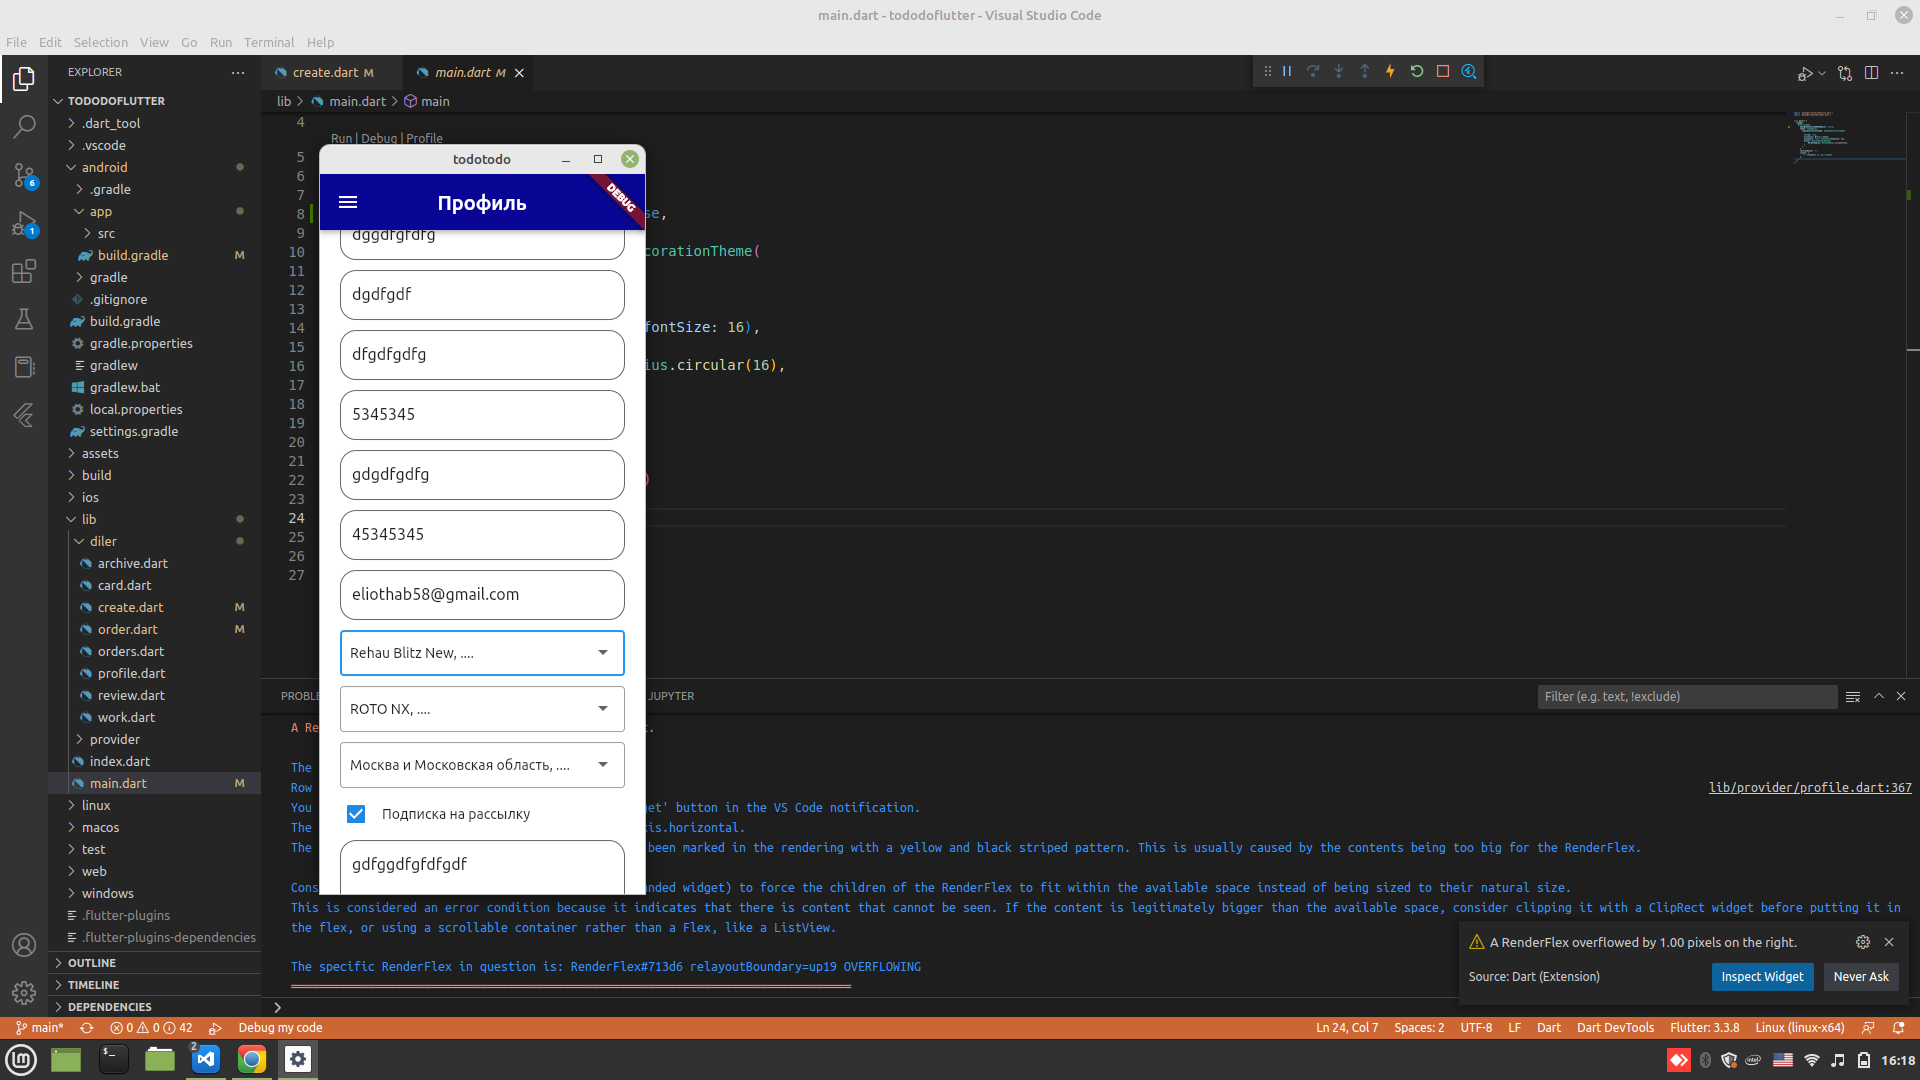 main.dart - tododoflutter - Visual Studio Code
File Edit Selection View Go Run Terminal Help
EXPLORER
TODODOFLUTTER
.dart_tool
.vscode
android
.gradle
app
src
build.gradle M
gradle
.gitignore
build.gradle
gradle.properties
gradlew
gradlew.bat
local.properties
settings.gradle
assets
build
ios
lib
diler
archive.dart
card.dart
create.dart M
order.dart M
orders.dart
profile.dart
review.dart
work.dart
provider
index.dart
main.dart M
linux
macos
test
web
windows
.flutter-plugins
.flutter-plugins-dependencies
OUTLINE
TIMELINE
DEPENDENCIES
6
1
create.dart M main.dart M
lib > main.dart > main
4
Run | Debug | Profile
5
6
7
8 se,
9
10 corationTheme(
11
12
13
14 fontSize: 16),
15
16 ius.circular(16),
17
18
19
20
21
22 )
23
24
25
26
27
todotodo
Профиль
DEBUG
dggdfgfdfg
dgdfgdf
dfgdfgdfg
5345345
gdgdfgdfg
45345345
eliothab58@gmail.com
Rehau Blitz New, ....
ROTO NX, ....
Москва и Московская область, ....
Подписка на рассылку
gdfggdfgfdfgdf
PROBLE JUPYTER
Filter (e.g. text, !exclude)
A Re t.
The
Row lib/provider/profile.dart:367
You get' button in the VS Code notification.
The xis.horizontal.
The been marked in the rendering with a yellow and black striped pattern. This is usually caused by the contents being too big for the RenderFlex.
Cons nded widget) to force the children of the RenderFlex to fit within the available space instead of being sized to their natural size.
This is considered an error condition because it indicates that there is content that cannot be seen. If the content is legitimately bigger than the available space, consider clipping it with a ClipRect widget before putting it in
the flex, or using a scrollable container rather than a Flex, like a ListView.
The specific RenderFlex in question is: RenderFlex#713d6 relayoutBoundary=up19 OVERFLOWING
A RenderFlex overflowed by 1.00 pixels on the right.
Source: Dart (Extension) Inspect Widget Never Ask
main* 0 0 42 Debug my code Ln 24, Col 7 Spaces: 2 UTF-8 LF Dart Dart DevTools Flutter: 3.3.8 Linux (linux-x64)
2
16:18